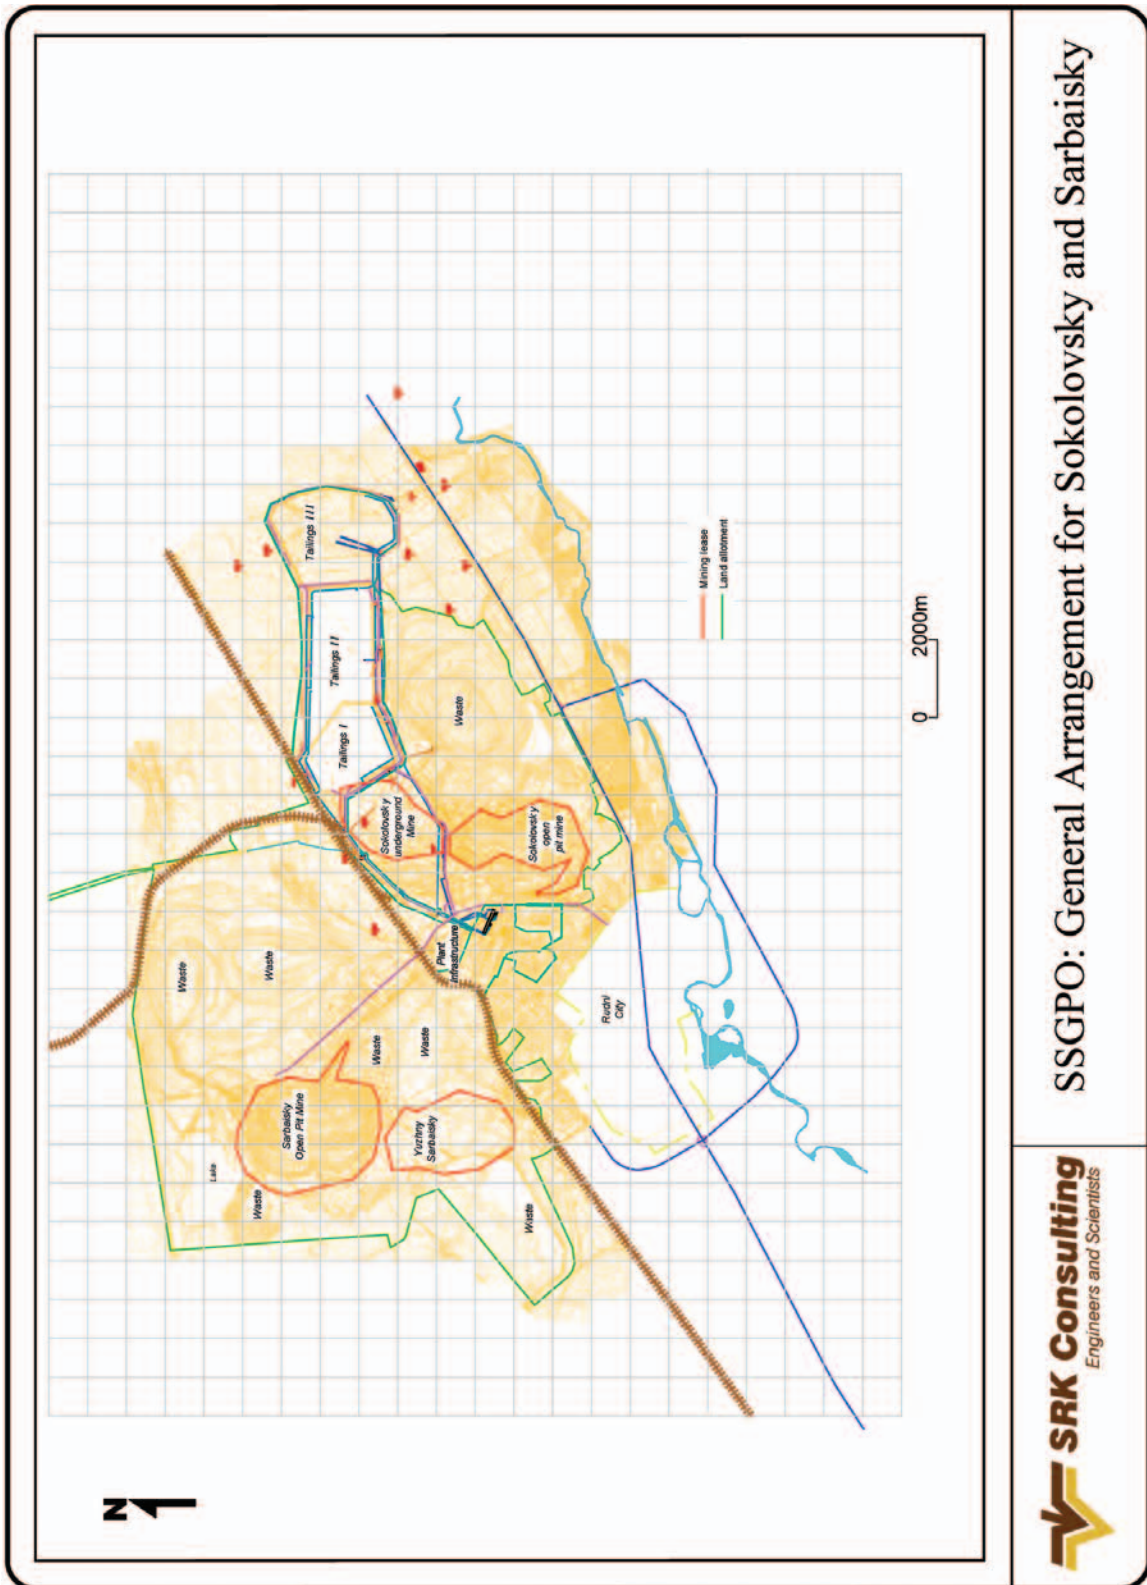 N
Waste
Waste
Lake
Sarbaisky
Open Pit Mine
Waste
Waste
Waste
Yuzhny
Sarbaisky
Waste
Plant
Infrastructure
Sokolovsky
underground
Mine
Tailings I
Tailings II
Tailings III
Waste
Sokolovsky
open
pit mine
Rudni
City
Mining lease
Land allotment
0 2000m
SRK Consulting
Engineers and Scientists
SSGPO: General Arrangement for Sokolovsky and Sarbaisky